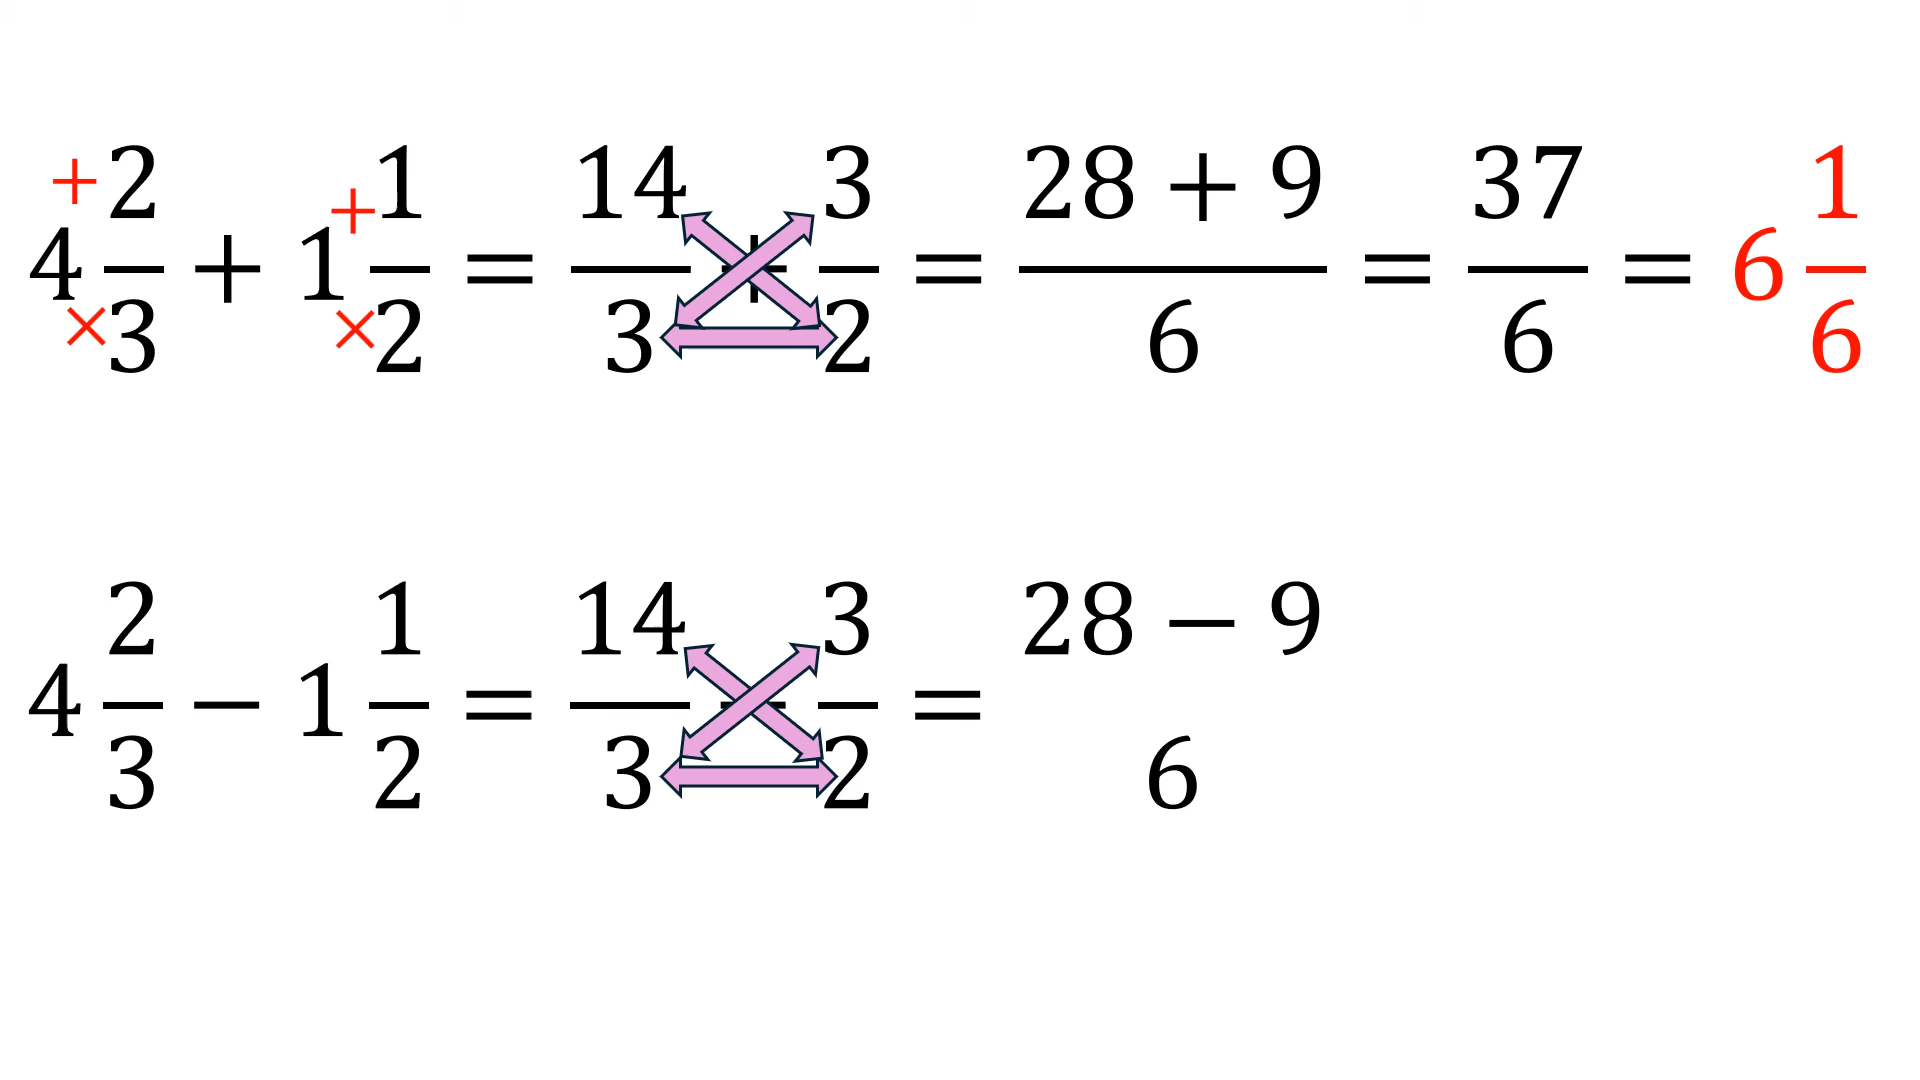 4 2/3 + 1 1/2 = 14/3 + 3/2 = 28 + 9/6 = 37/6 = 6 1/6
4 2/3 − 1 1/2 = 14/3 − 3/2 = 28 − 9 6